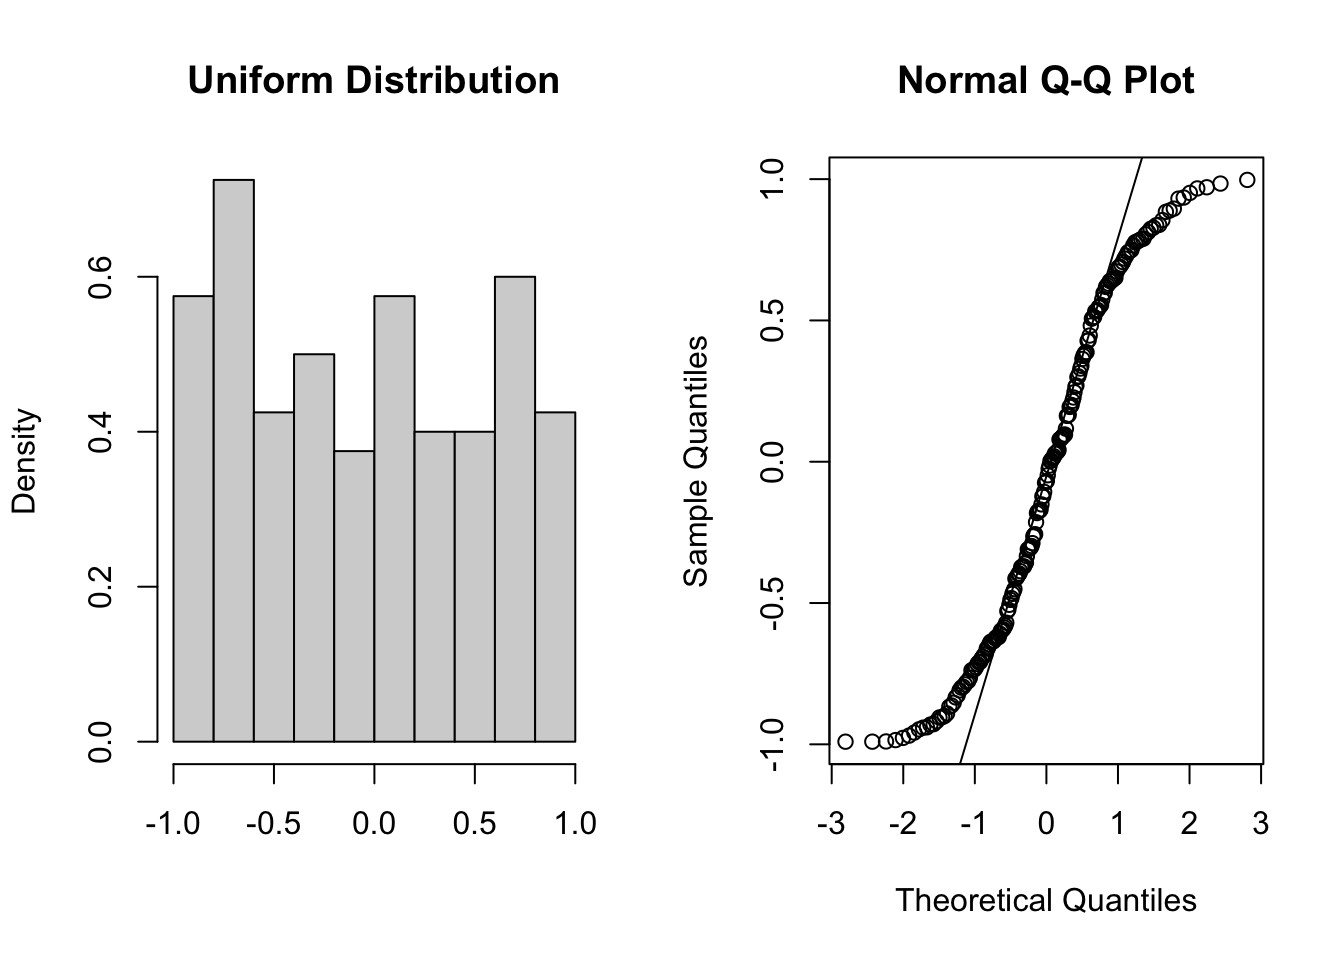 Uniform Distribution
Density
0.6
0.4
0.2
0.0
-1.0 -0.5 0.0 0.5 1.0
Normal Q-Q Plot
Sample Quantiles
1.0
0.5
0.0
-0.5
-1.0
-3 -2 -1 0 1 2 3
Theoretical Quantiles